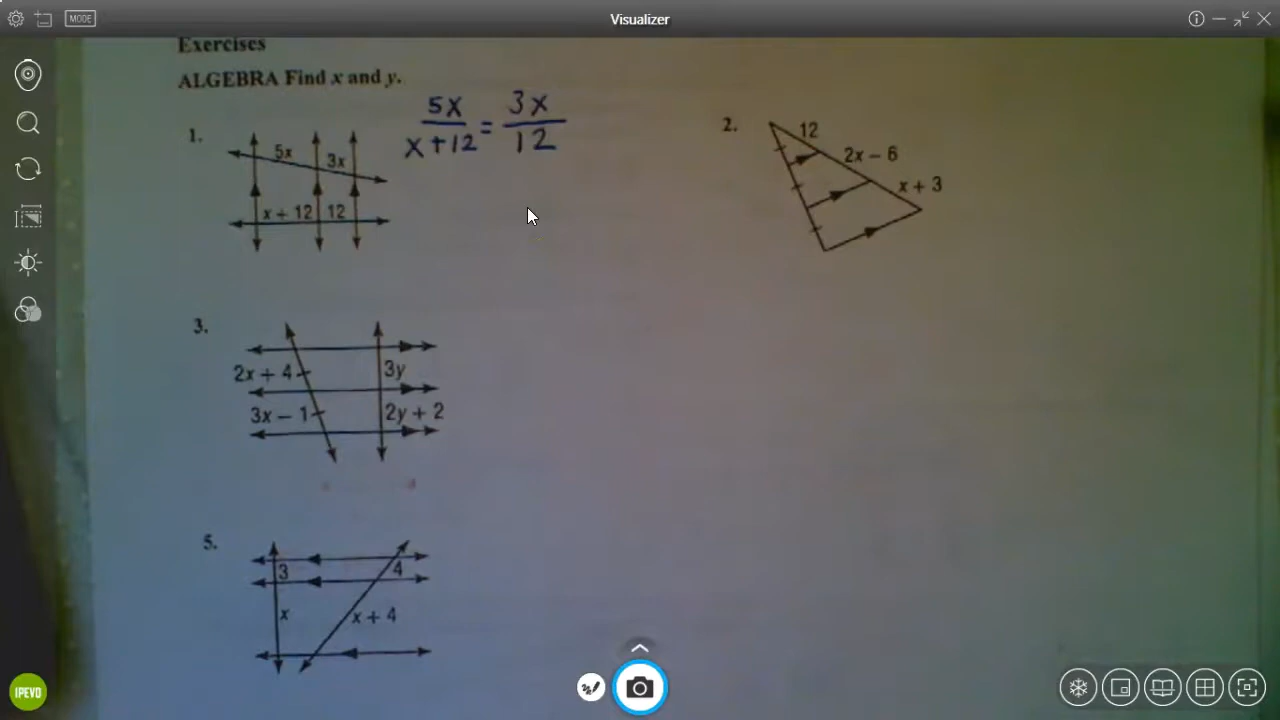 MODE
Visualizer
Exercises
ALGEBRA Find x and y.
1.
5x
3x
x + 12
12
5x/x+12 = 3x/12
2.
12
2x − 6
x + 3
3.
2x + 4
3y
3x − 1
2y + 2
5.
3
4
x
x + 4
IPEVO